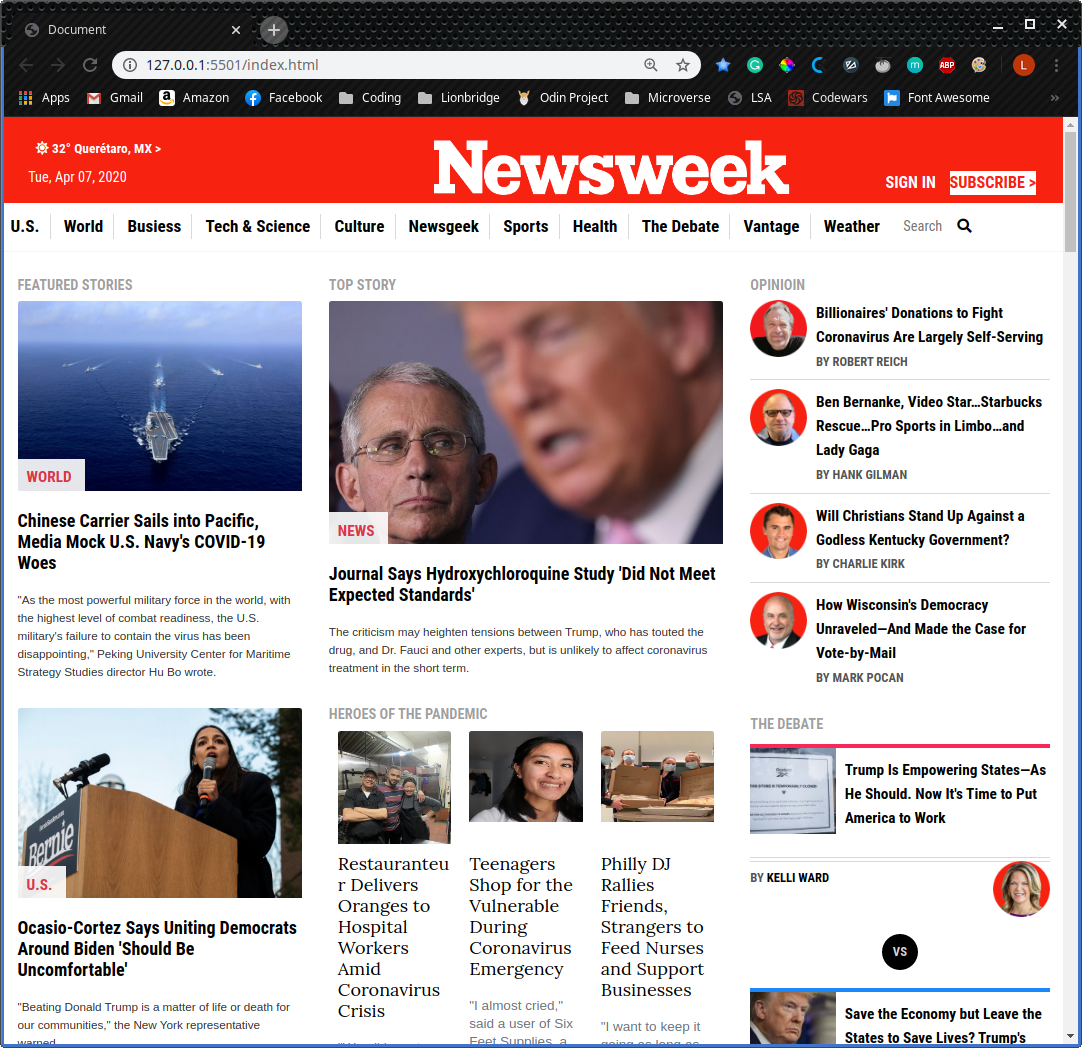 Document
127.0.0.1:5501/index.html
ABP
L
Apps Gmail Amazon Facebook Coding Lionbridge Odin Project Microverse LSA Codewars Font Awesome »
32° Querétaro, MX >
Tue, Apr 07, 2020
Newsweek
SIGN IN SUBSCRIBE >
U.S. World Busiess Tech & Science Culture Newsgeek Sports Health The Debate Vantage Weather Search
FEATURED STORIES
WORLD
Chinese Carrier Sails into Pacific,
Media Mock U.S. Navy's COVID-19
Woes
"As the most powerful military force in the world, with
the highest level of combat readiness, the U.S.
military's failure to contain the virus has been
disappointing," Peking University Center for Maritime
Strategy Studies director Hu Bo wrote.
Bernie
U.S.
Ocasio-Cortez Says Uniting Democrats
Around Biden 'Should Be
Uncomfortable'
"Beating Donald Trump is a matter of life or death for
our communities," the New York representative
warned.
TOP STORY
NEWS
Journal Says Hydroxychloroquine Study 'Did Not Meet
Expected Standards'
The criticism may heighten tensions between Trump, who has touted the
drug, and Dr. Fauci and other experts, but is unlikely to affect coronavirus
treatment in the short term.
HEROES OF THE PANDEMIC
Restauranteu
r Delivers
Oranges to
Hospital
Workers
Amid
Coronavirus
Crisis
Teenagers
Shop for the
Vulnerable
During
Coronavirus
Emergency
"I almost cried,"
said a user of Six
Feet Supplies, a
Philly DJ
Rallies
Friends,
Strangers to
Feed Nurses
and Support
Businesses
"I want to keep it
going as long as
OPINIOIN
Billionaires' Donations to Fight
Coronavirus Are Largely Self-Serving
BY ROBERT REICH
Ben Bernanke, Video Star...Starbucks
Rescue...Pro Sports in Limbo...and
Lady Gaga
BY HANK GILMAN
Will Christians Stand Up Against a
Godless Kentucky Government?
BY CHARLIE KIRK
How Wisconsin's Democracy
Unraveled—And Made the Case for
Vote-by-Mail
BY MARK POCAN
THE DEBATE
Trump Is Empowering States—As
He Should. Now It's Time to Put
America to Work
BY KELLI WARD
VS
Save the Economy but Leave the
States to Save Lives? Trump's